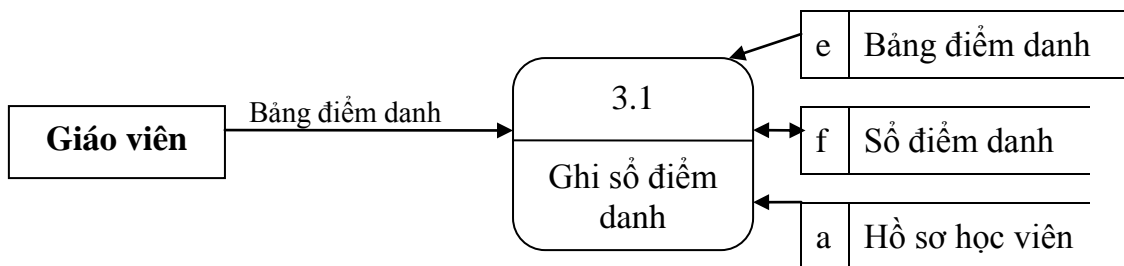 Giáo viên
Bảng điểm danh
3.1
Ghi sổ điểm
danh
e Bảng điểm danh
f Sổ điểm danh
a Hồ sơ học viên